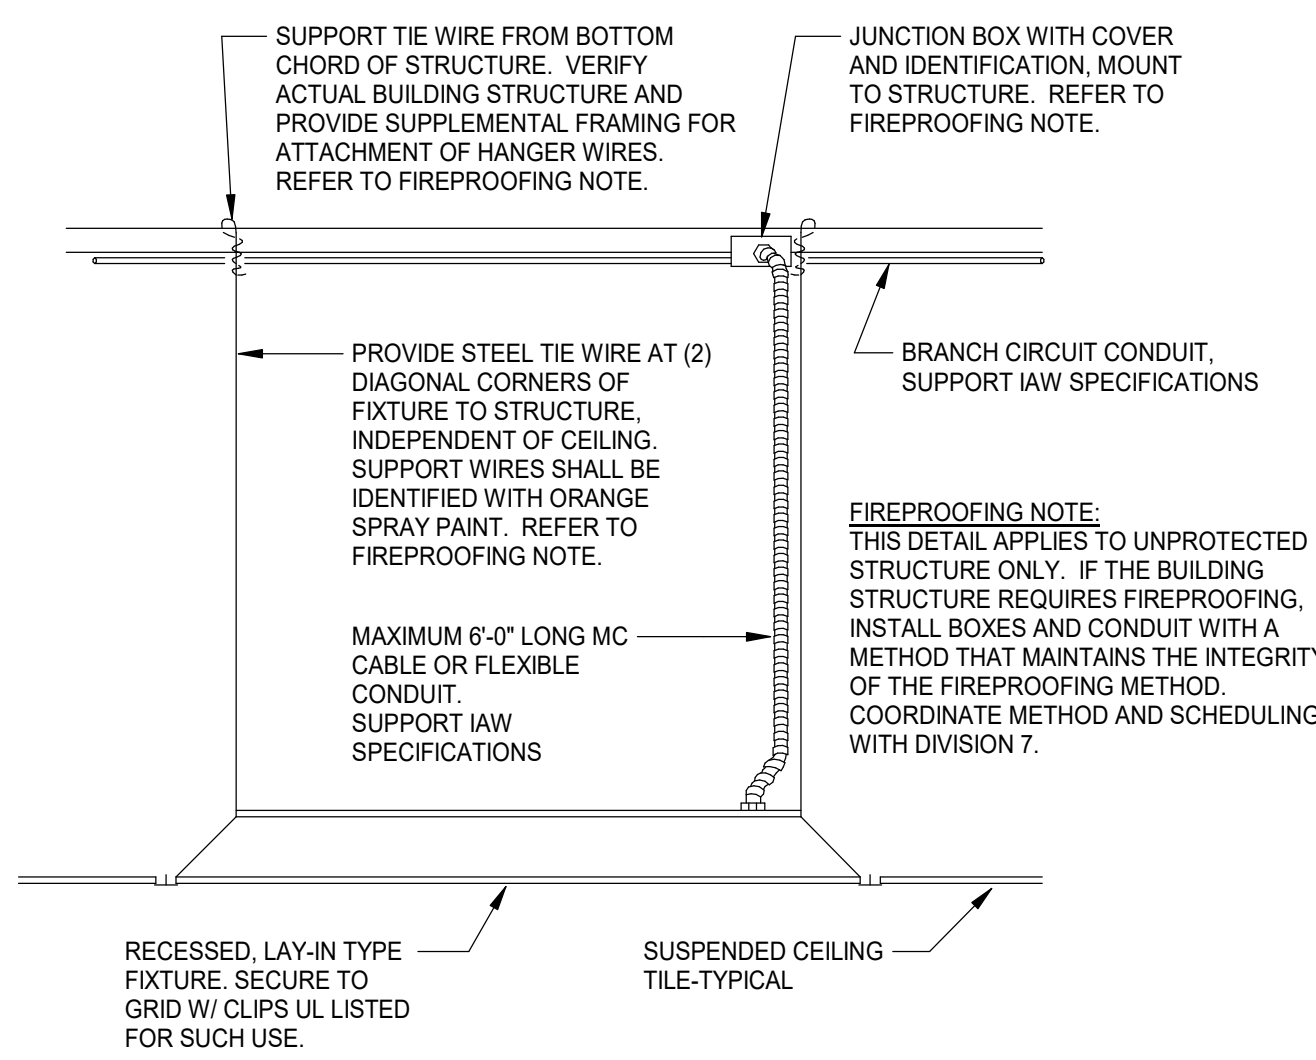 SUPPORT TIE WIRE FROM BOTTOM
CHORD OF STRUCTURE.  VERIFY
ACTUAL BUILDING STRUCTURE AND
PROVIDE SUPPLEMENTAL FRAMING FOR
ATTACHMENT OF HANGER WIRES.
REFER TO FIREPROOFING NOTE.
JUNCTION BOX WITH COVER
AND IDENTIFICATION, MOUNT
TO STRUCTURE.  REFER TO
FIREPROOFING NOTE.
PROVIDE STEEL TIE WIRE AT (2)
DIAGONAL CORNERS OF
FIXTURE TO STRUCTURE,
INDEPENDENT OF CEILING.
SUPPORT WIRES SHALL BE
IDENTIFIED WITH ORANGE
SPRAY PAINT.  REFER TO
FIREPROOFING NOTE.
BRANCH CIRCUIT CONDUIT,
SUPPORT IAW SPECIFICATIONS
MAXIMUM 6'-0" LONG MC
CABLE OR FLEXIBLE
CONDUIT.
SUPPORT IAW
SPECIFICATIONS
FIREPROOFING NOTE:
THIS DETAIL APPLIES TO UNPROTECTED
STRUCTURE ONLY.  IF THE BUILDING
STRUCTURE REQUIRES FIREPROOFING,
INSTALL BOXES AND CONDUIT WITH A
METHOD THAT MAINTAINS THE INTEGRITY
OF THE FIREPROOFING METHOD.
COORDINATE METHOD AND SCHEDULING
WITH DIVISION 7.
RECESSED, LAY-IN TYPE
FIXTURE. SECURE TO
GRID W/ CLIPS UL LISTED
FOR SUCH USE.
SUSPENDED CEILING
TILE-TYPICAL